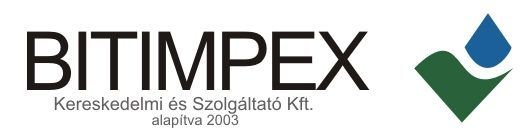 BITIMPEX
Kereskedelmi és Szolgáltató Kft.
alapítva 2003